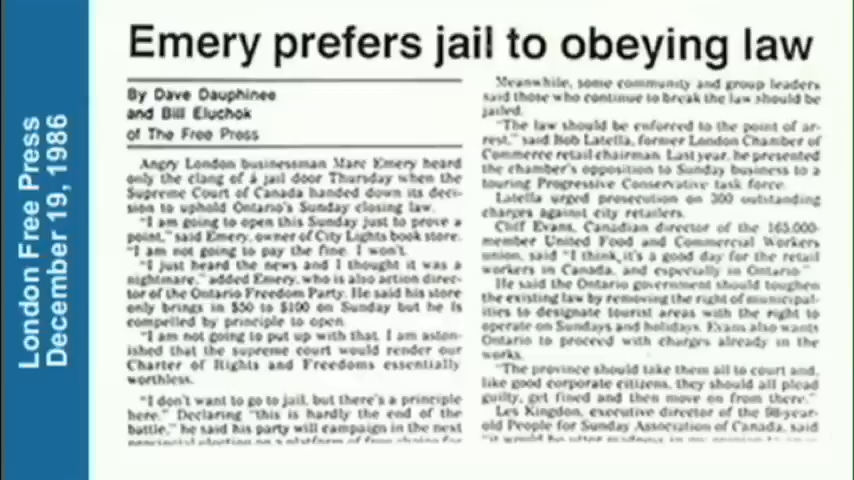 London Free Press
December 19, 1986
Emery prefers jail to obeying law
By Dave Dauphinee
and Bill Eluchok
of The Free Press
Angry London businessman Marc Emery heard
only the clang of a jail door Thursday when the
Supreme Court of Canada handed down its deci-
sion to uphold Ontario's Sunday closing law.
"I am going to open this Sunday just to prove a
point," said Emery, owner of City Lights book store.
"I am not going to pay the fine. I won't.
"I just heard the news and I thought it was a
nightmare," added Emery, who is also action direc-
tor of the Ontario Freedom Party. He said his store
only brings in $50 to $100 on Sunday but he is
compelled by principle to open.
"I am not going to put up with that. I am aston-
ished that the supreme court would render our
Charter of Rights and Freedoms essentially
worthless.
"I don't want to go to jail, but there's a principle
here." Declaring "this is hardly the end of the
battle," he said his party will campaign in the next
provincial election on a platform of free choice for
Meanwhile, some community and group leaders
said those who continue to break the law should be
jailed.
"The law should be enforced to the point of ar-
rest," said Bob Latella, former London Chamber of
Commerce retail chairman. Last year, he presented
the chamber's opposition to Sunday business to a
touring Progressive Conservative task force.
Latella urged prosecution on 300 outstanding
charges against city retailers.
Cliff Evans, Canadian director of the 165,000-
member United Food and Commercial Workers
union, said "I think it's a good day for the retail
workers in Canada, and especially in Ontario"
He said the Ontario government should toughen
the existing law by removing the right of municipal-
ities to designate tourist areas with the right to
operate on Sundays and holidays. Evans also wants
Ontario to proceed with charges already in the
works.
"The province should take them all to court and,
like good corporate citizens, they should all plead
guilty, get fined and then move on from there."
Les Kingdon, executive director of the 98-year-
old People for Sunday Association of Canada, said
"it would be utter madness in my opinion to